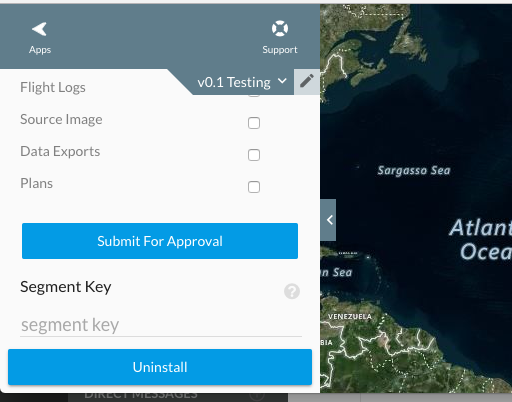 Apps
Support
v0.1 Testing
Flight Logs
Source Image
Data Exports
Plans
Submit For Approval
Segment Key
?
segment key
Uninstall
Sargasso Sea
Atlant
Ocea
n Sea
VENEZUELA
BIA
DIRECT MESSAGES